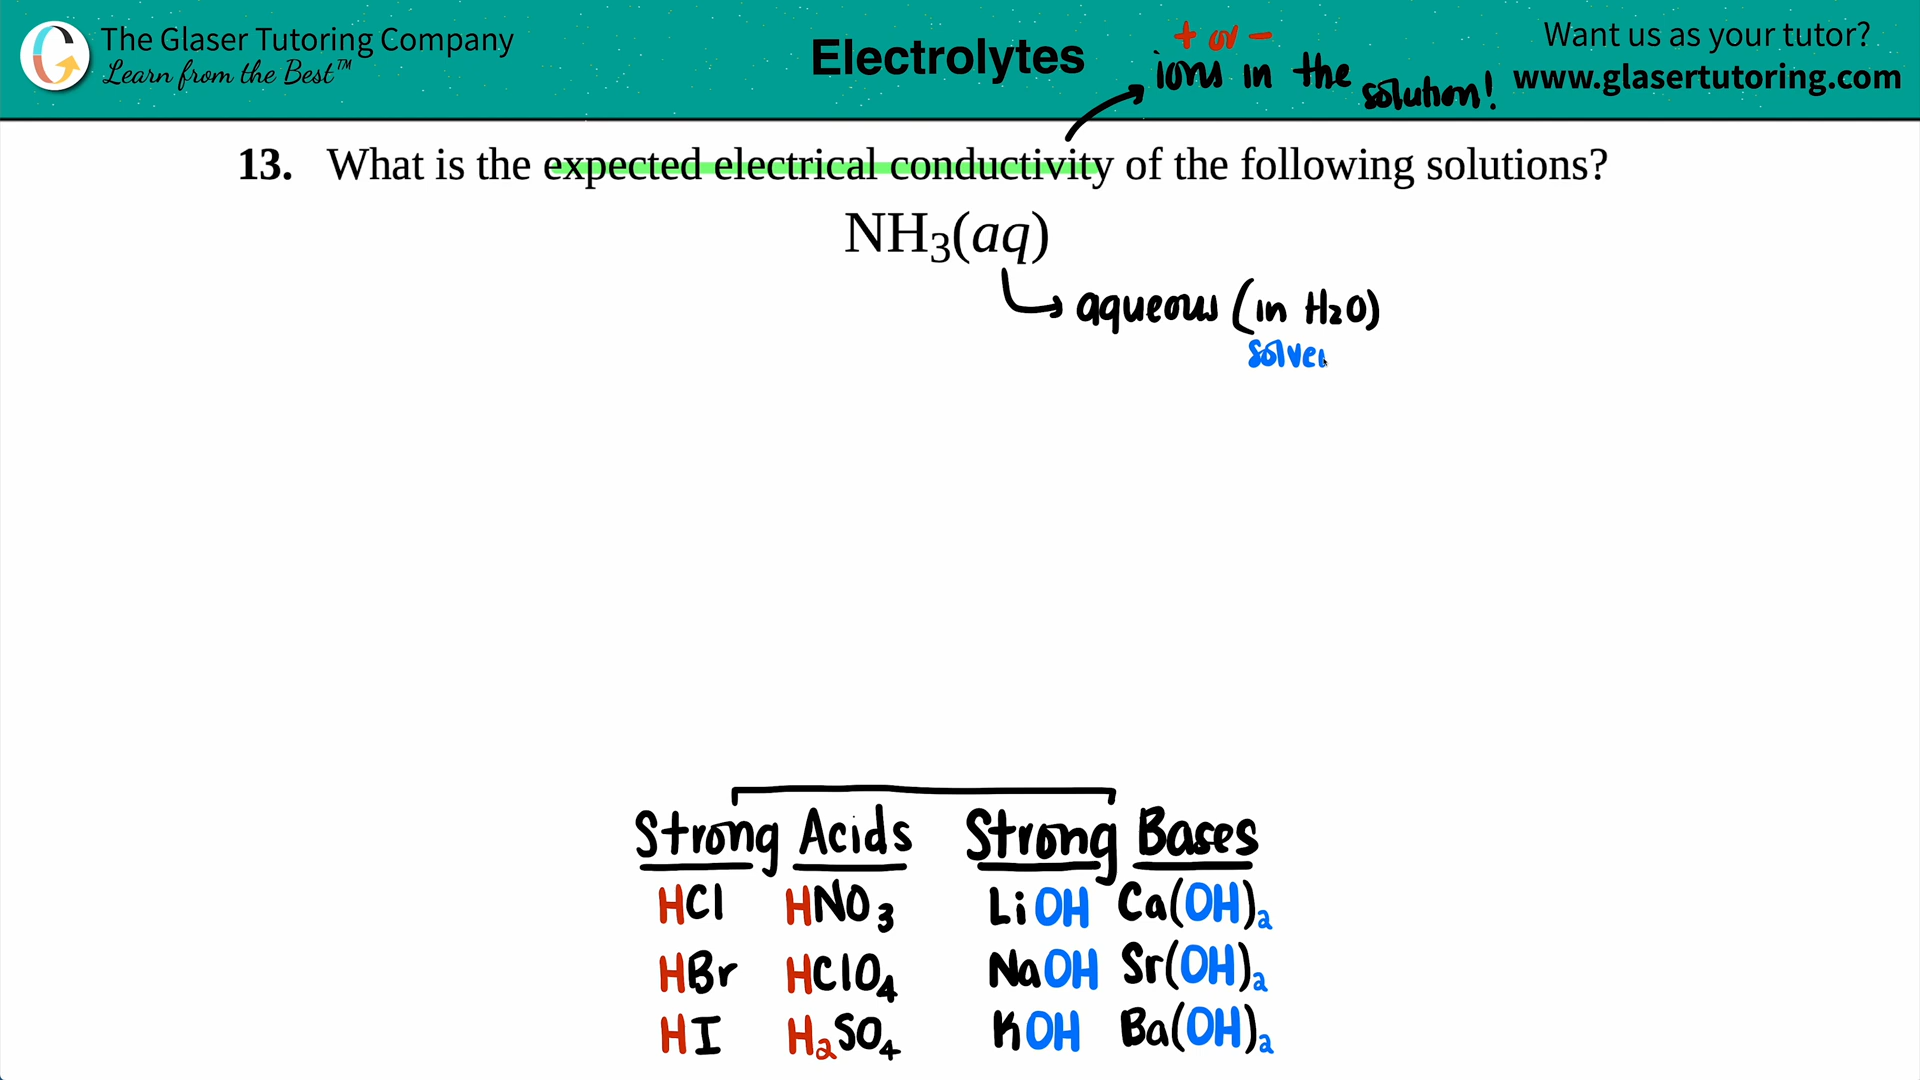 The Glaser Tutoring Company
Learn from the Best™
Electrolytes
+ or −
ions in the solution!
Want us as your tutor?
www.glasertutoring.com
13. What is the expected electrical conductivity of the following solutions?
NH₃(aq)
aqueous (in H₂O)
Strong Acids Strong Bases
HCl HNO₃ LiOH Ca(OH)₂
HBr HClO₄ NaOH Sr(OH)₂
HI H₂SO₄ KOH Ba(OH)₂